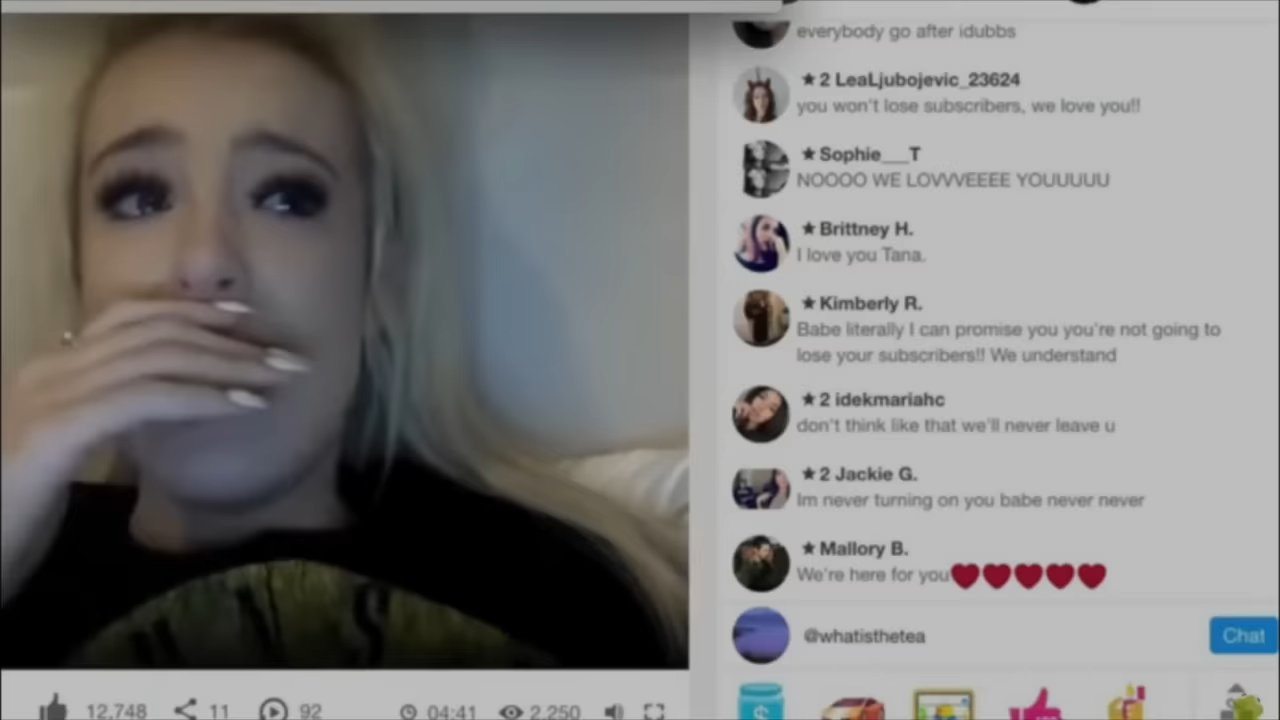 everybody go after idubbs
★2 LeaLjubojevic_23624
you won't lose subscribers, we love you!!
★Sophie___T
NOOOO WE LOVVVEEEE YOUUUUU
★Brittney H.
I love you Tana.
★Kimberly R.
Babe literally I can promise you you're not going to
lose your subscribers!! We understand
★2 idekmariahc
don't think like that we'll never leave u
★2 Jackie G.
Im never turning on you babe never never
★Mallory B.
We're here for you❤❤❤❤❤
@whatisthetea
Chat
12,748 11 92 04:41 2,250